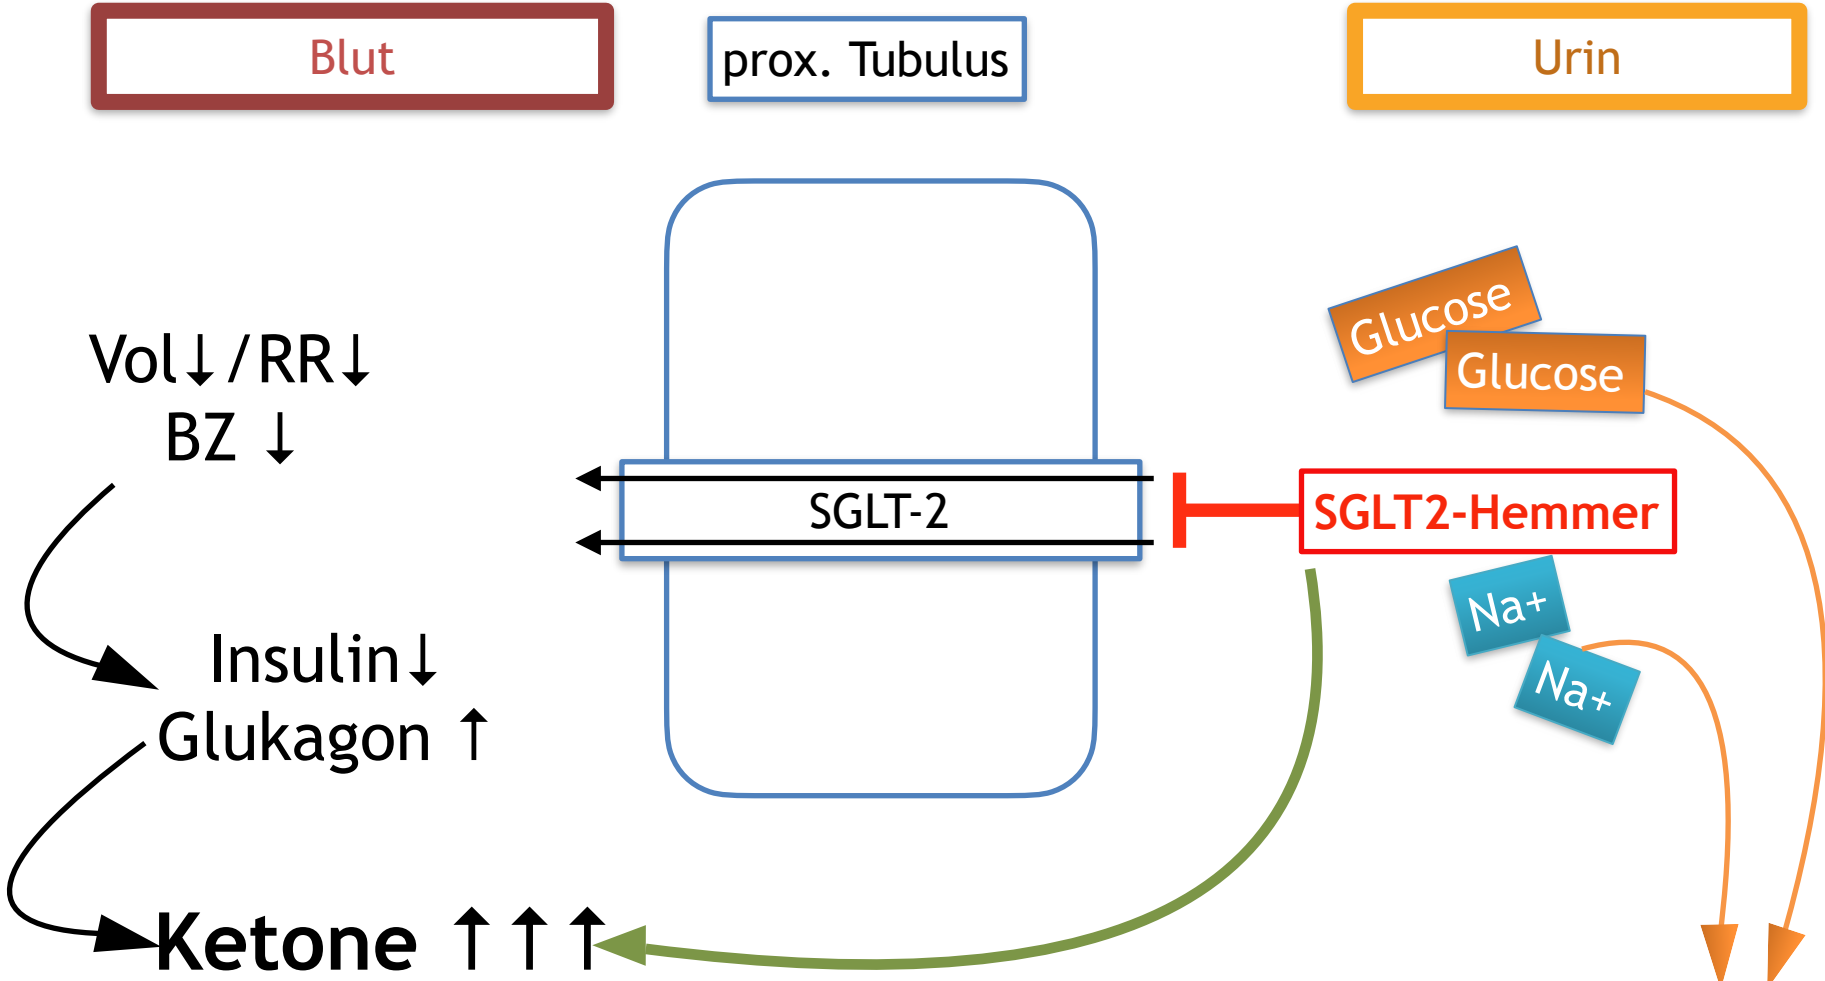 Blut
prox. Tubulus
Urin
Glucose
Glucose
Vol↓/RR↓
BZ ↓
SGLT-2
SGLT2-Hemmer
Na+
Na+
Insulin↓
Glukagon ↑
Ketone ↑↑↑